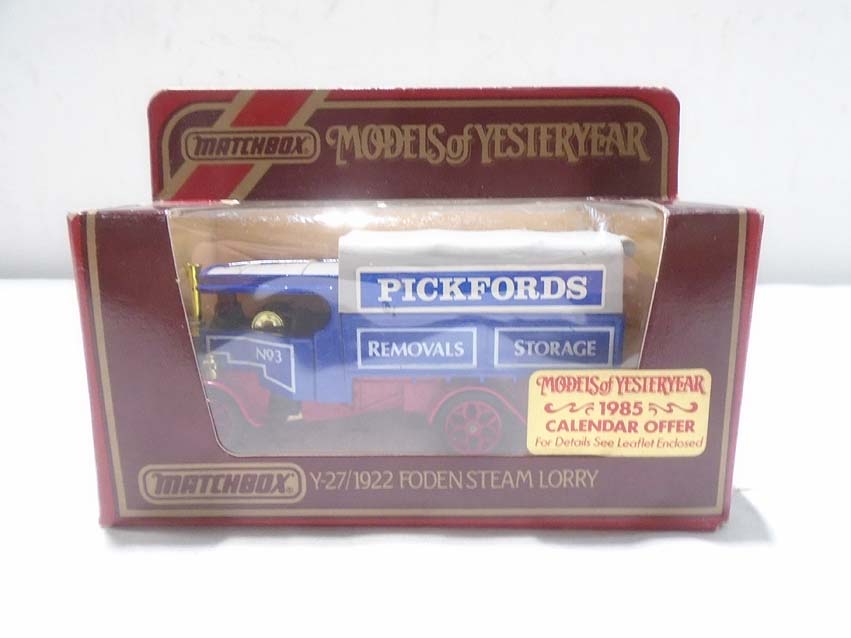 MATCHBOX MODELS of YESTERYEAR
PICKFORDS
REMOVALS STORAGE
Nº3
MODELS of YESTERYEAR
1985
CALENDAR OFFER
For Details See Leaflet Enclosed
MATCHBOX Y-27/1922 FODEN STEAM LORRY